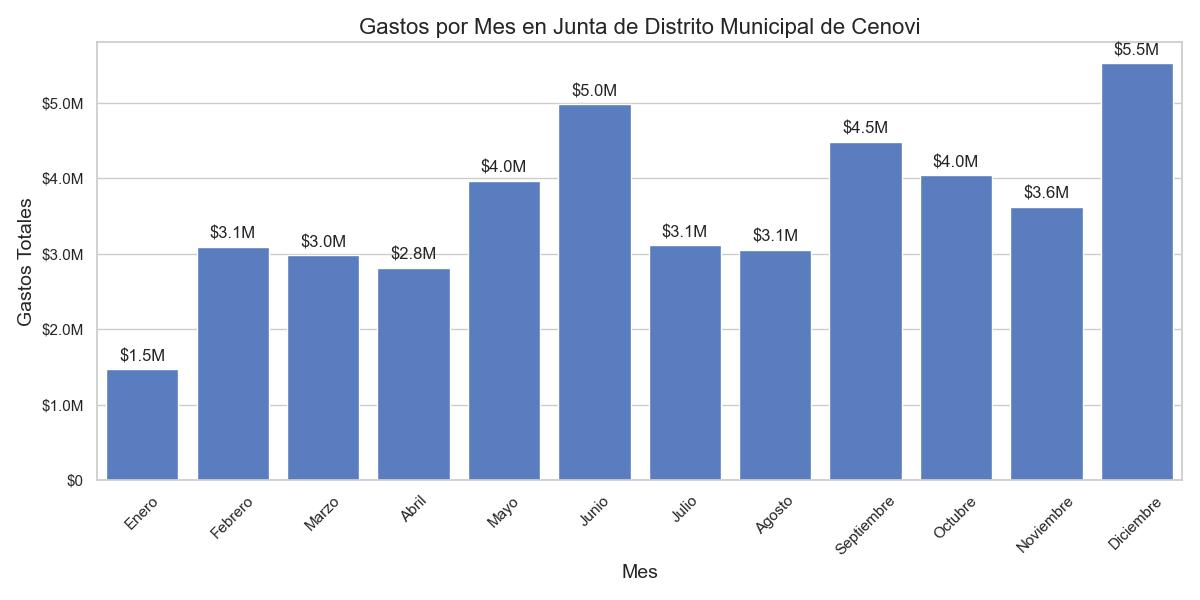 Gastos por Mes en Junta de Distrito Municipal de Cenovi
Gastos Totales
$5.0M
$4.0M
$3.0M
$2.0M
$1.0M
$0
$1.5M
$3.1M
$3.0M
$2.8M
$4.0M
$5.0M
$3.1M
$3.1M
$4.5M
$4.0M
$3.6M
$5.5M
Enero
Febrero
Marzo
Abril
Mayo
Junio
Julio
Agosto
Septiembre
Octubre
Noviembre
Diciembre
Mes